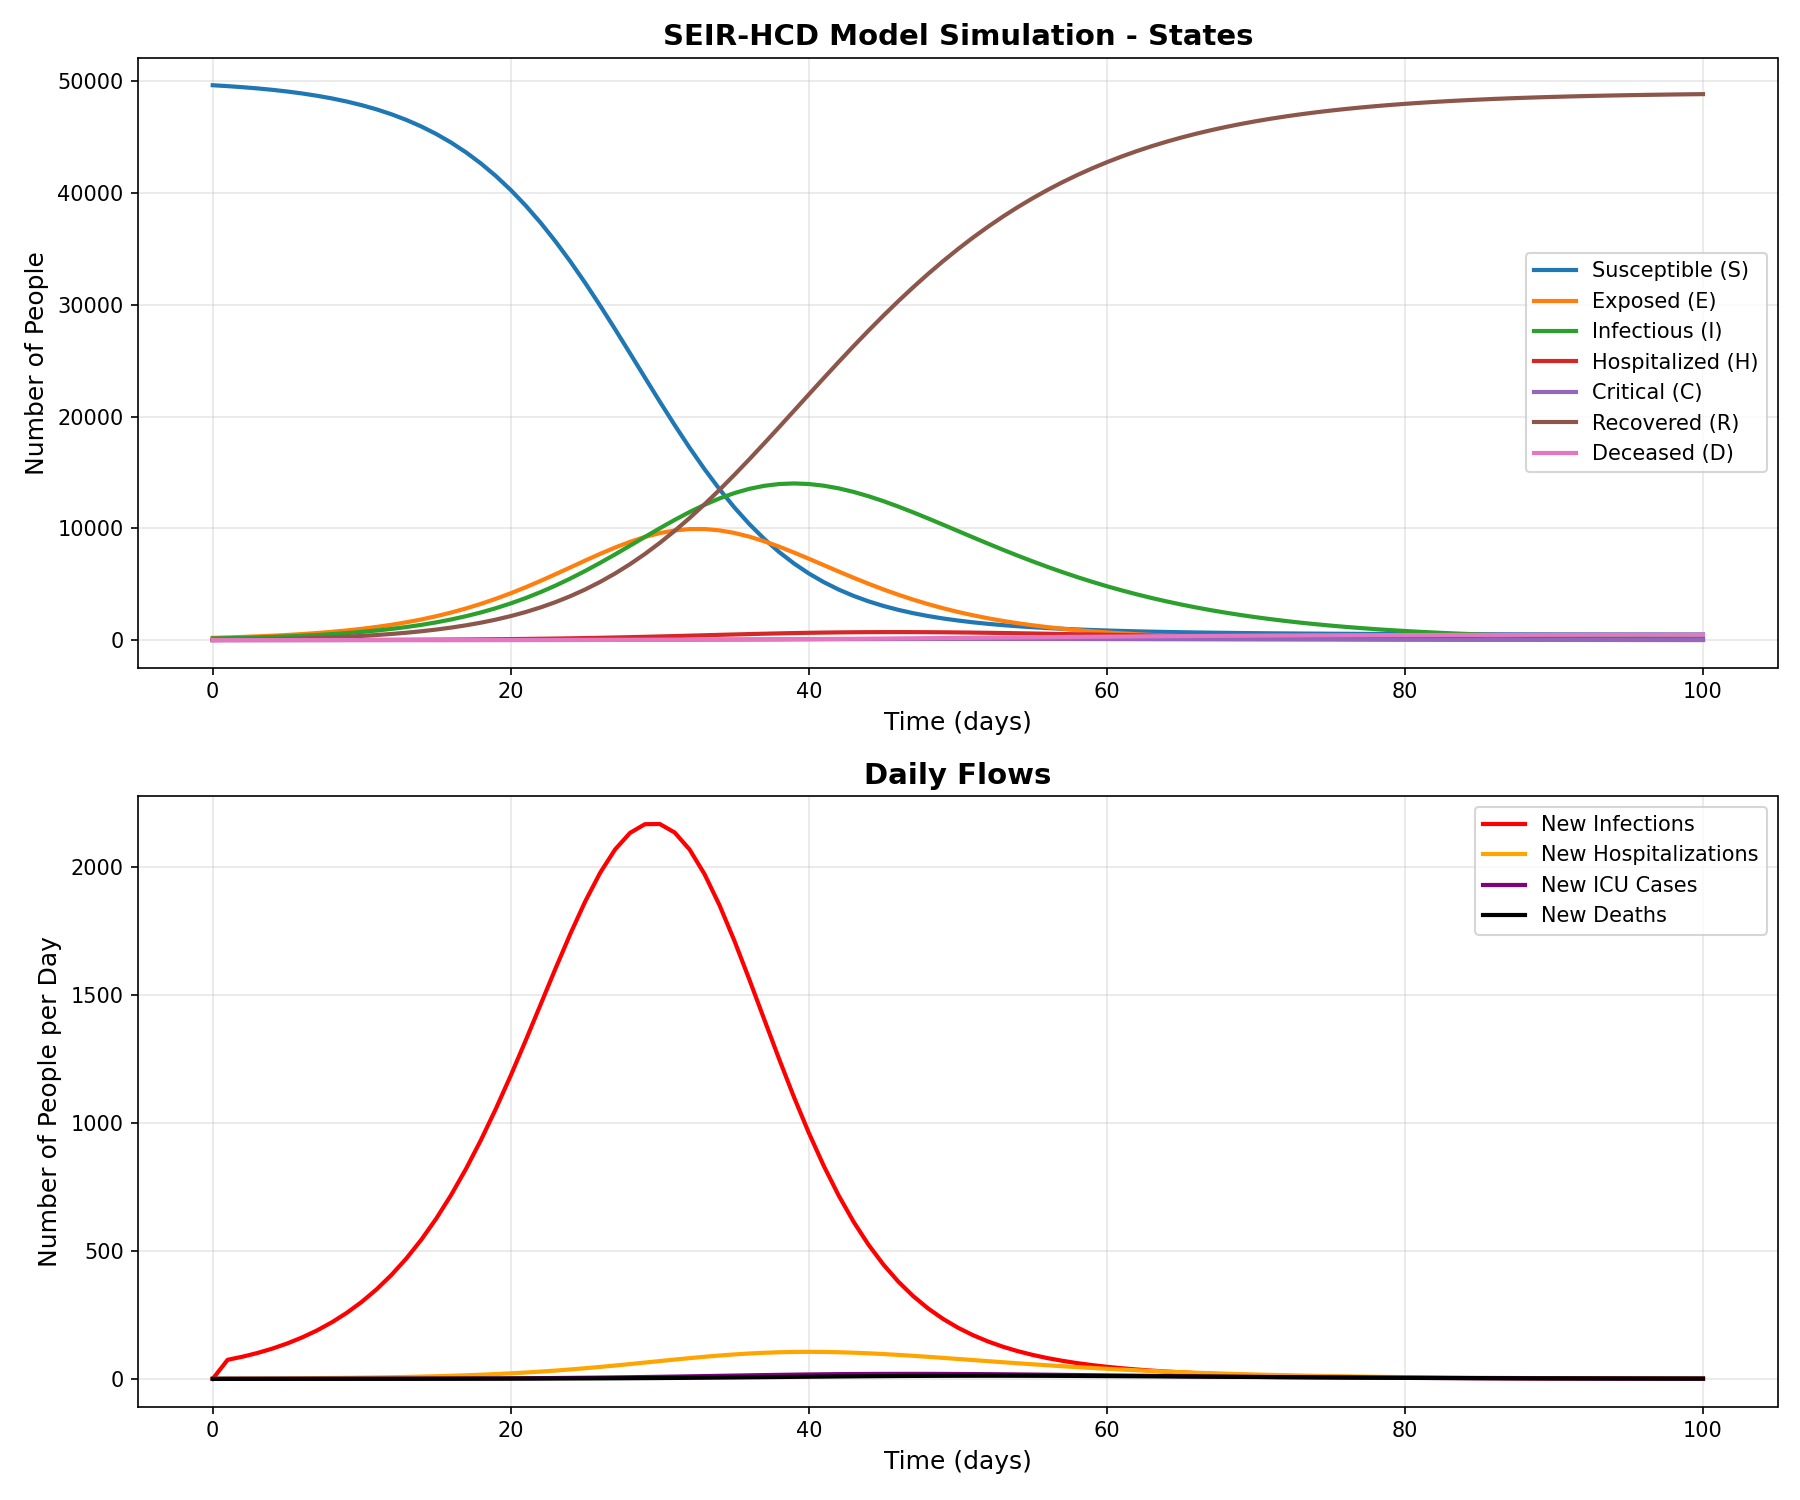 SEIR-HCD Model Simulation - States
Number of People
50000
40000
30000
20000
10000
0
Susceptible (S)
Exposed (E)
Infectious (I)
Hospitalized (H)
Critical (C)
Recovered (R)
Deceased (D)
0 20 40 60 80 100
Time (days)
Daily Flows
Number of People per Day
2000
1500
1000
500
0
New Infections
New Hospitalizations
New ICU Cases
New Deaths
0 20 40 60 80 100
Time (days)